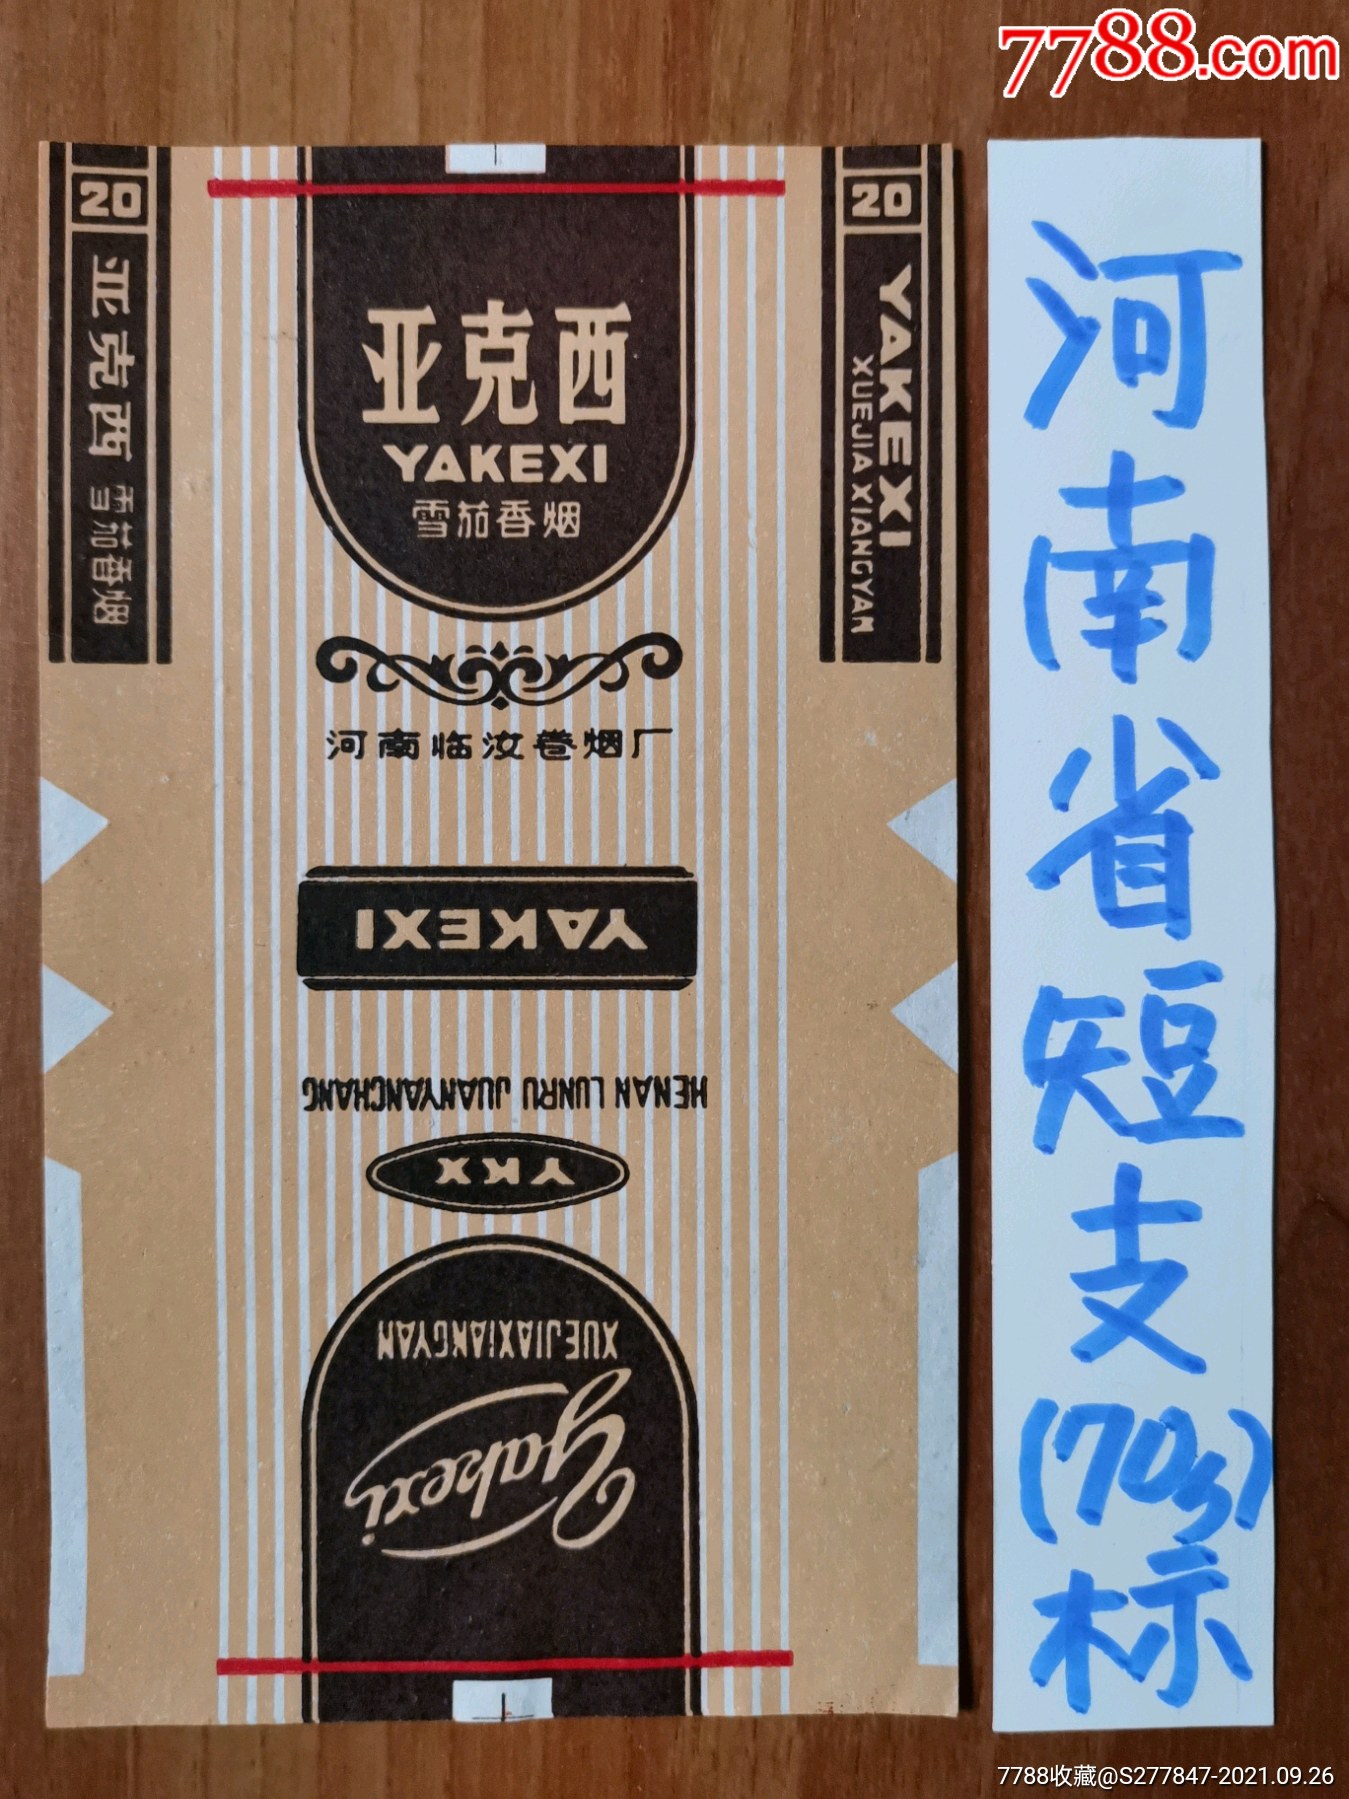 7788.com
20
亚克西 雪茄香烟
亚克西
YAKEXI
雪茄香烟
20
YAKEXI
XUEJIA XIANGYAN
河南临汝卷烟厂
YAKEXI
HENAN LUNRU JUANYANCHANG
YKX
XUEJIAXIANGYAN
Yakexi
河南省短支(70s)标
7788收藏@S277847-2021.09.26